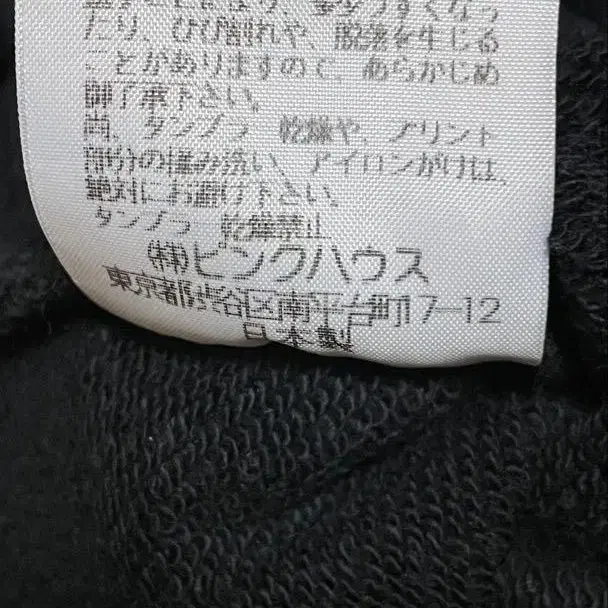 たり、ひび割れや、脱落を生じる
ことがありますので、あらかじめ
御了承下さい。
尚、タンブラ 乾燥や、プリント
部分の揉み洗い、アイロンがけは、
絶対にお避け下さい。
タンブラ 乾燥禁止
㈱ピンクハウス
東京都渋谷区南平台町17-12
日本製